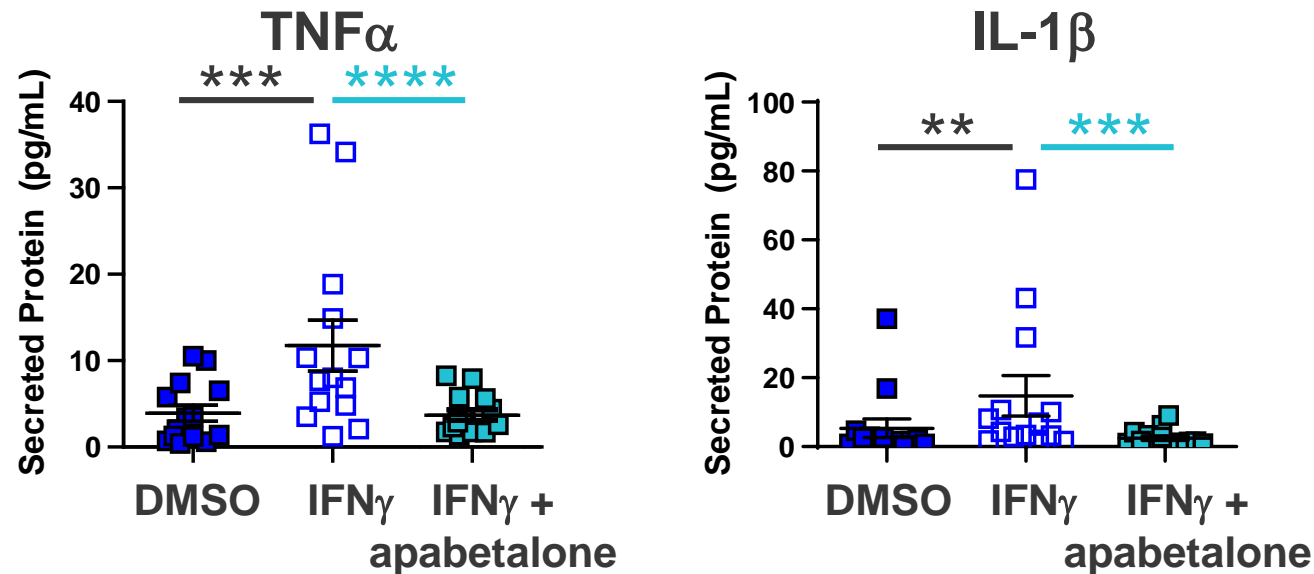 TNFα
*** ****
Secreted Protein (pg/mL)
40
30
20
10
0
DMSO IFNγ IFNγ +
apabetalone
IL-1β
** ***
Secreted Protein (pg/mL)
100
80
60
40
20
0
DMSO IFNγ IFNγ +
apabetalone